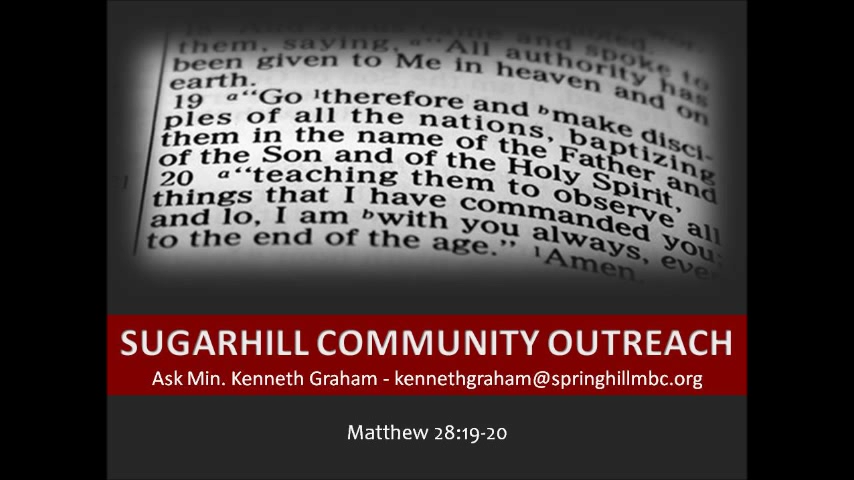 them, saying, a“All authority has
been given to Me in heaven and on
earth.
19 a“Go 1therefore and bmake disci-
ples of all the nations, baptizing
them in the name of the Father and
of the Son and of the Holy Spirit,
20 a“teaching them to observe all
things that I have commanded you;
and lo, I am bwith you always, even
to the end of the age.” 1Amen.
SUGARHILL COMMUNITY OUTREACH
Ask Min. Kenneth Graham - kennethgraham@springhillmbc.org
Matthew 28:19-20